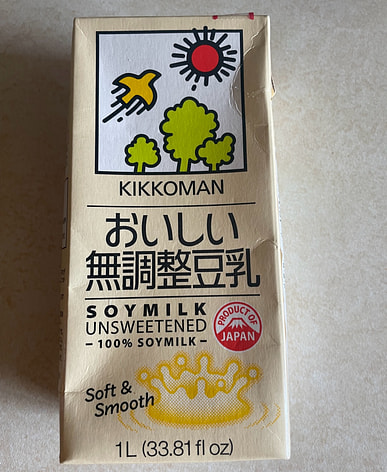 KIKKOMAN
おいしい
無調整豆乳
SOYMILK
UNSWEETENED
- 100% SOYMILK -
PRODUCT OF
JAPAN
Soft &
Smooth
1L (33.81 fl oz)